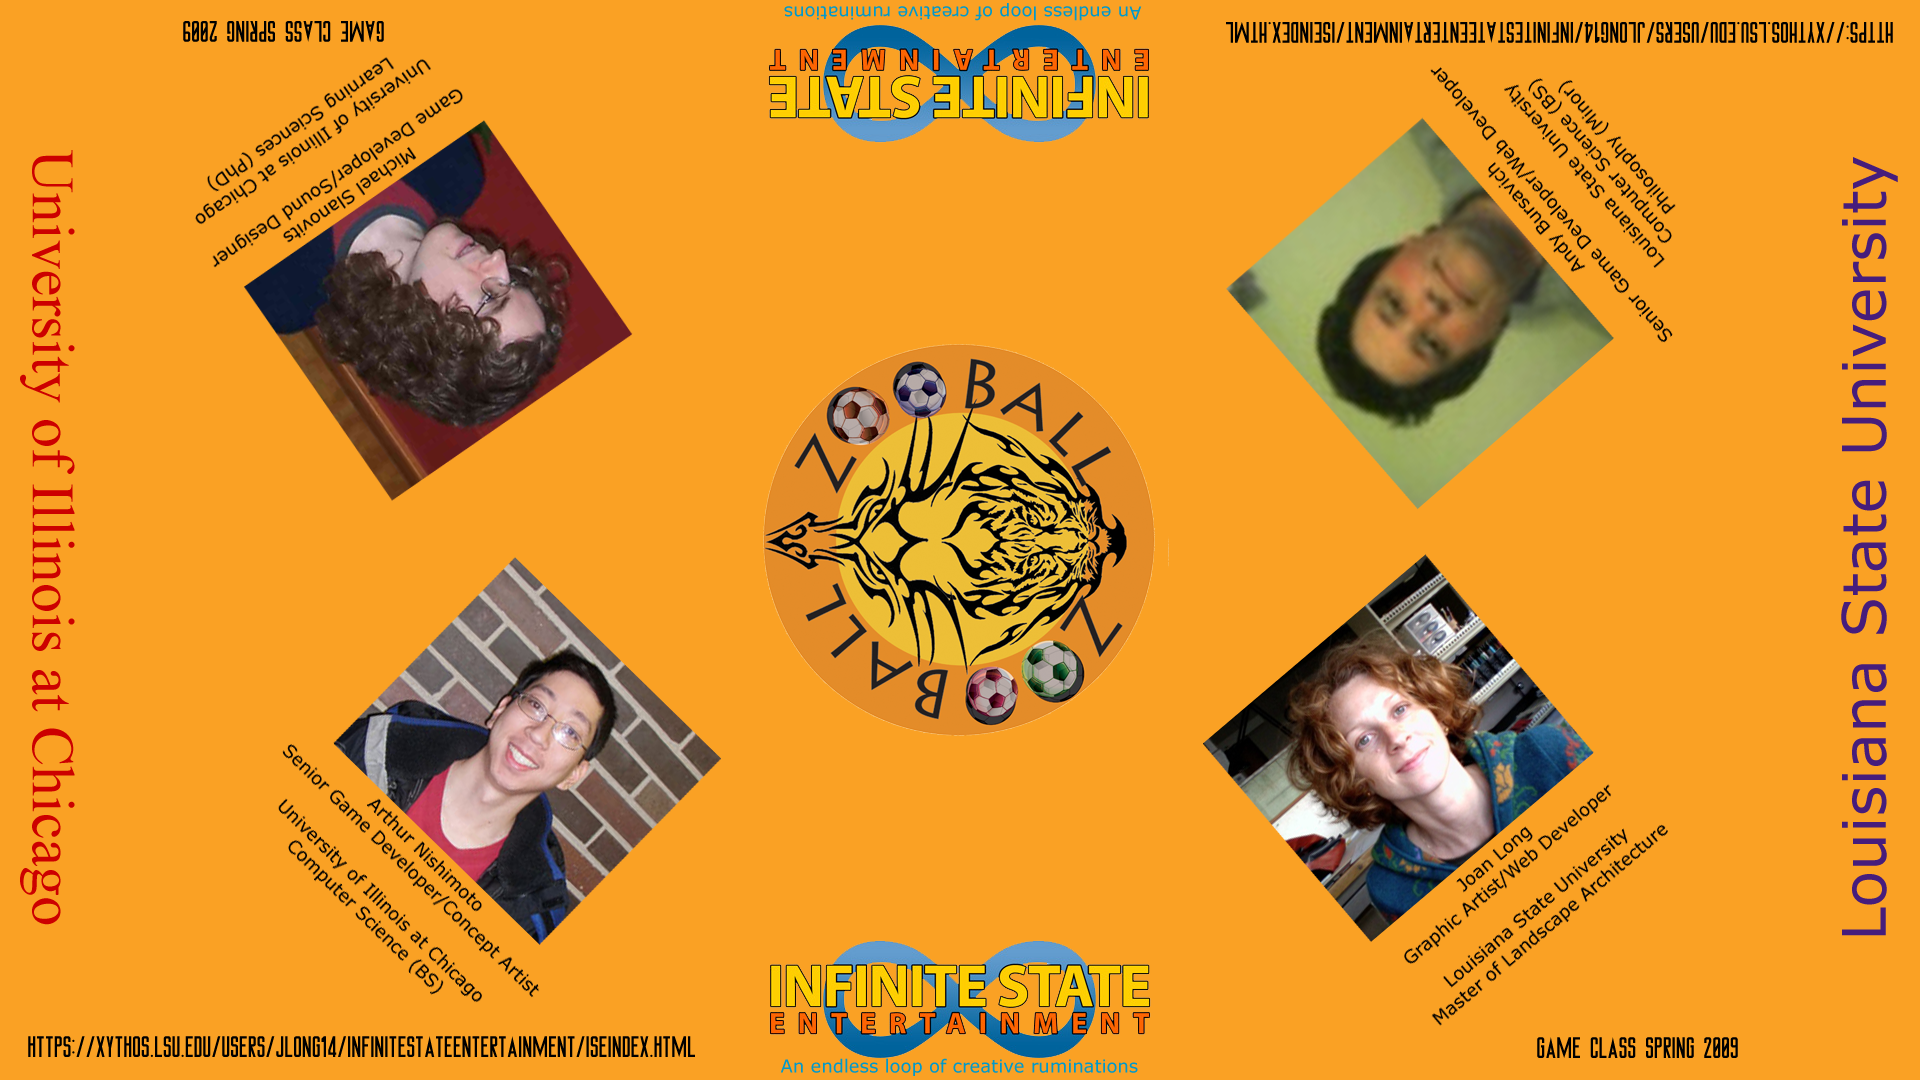 An endless loop of creative ruminations
INFINITE STATE
ENTERTAINMENT
GAME CLASS SPRING 2009
HTTPS://XYTHOS.LSU.EDU/USERS/JLONG14/INFINITESTATEENTERTAINMENT/ISEINDEX.HTML
Michael Slanovits
Game Developer/Sound Designer
University of Illinois at Chicago
Learning Sciences (PhD)
Andy Bursavich
Senior Game Developer/Web Developer
Louisiana State University
Computer Science (BS)
Philosophy (Minor)
University of Illinois at Chicago
Louisiana State University
Z BALL
Z BALL
Arthur Nishimoto
Senior Game Developer/Concept Artist
University of Illinois at Chicago
Computer Science (BS)
Joan Long
Graphic Artist/Web Developer
Louisiana State University
Master of Landscape Architecture
INFINITE STATE
ENTERTAINMENT
An endless loop of creative ruminations
HTTPS://XYTHOS.LSU.EDU/USERS/JLONG14/INFINITESTATEENTERTAINMENT/ISEINDEX.HTML
GAME CLASS SPRING 2009